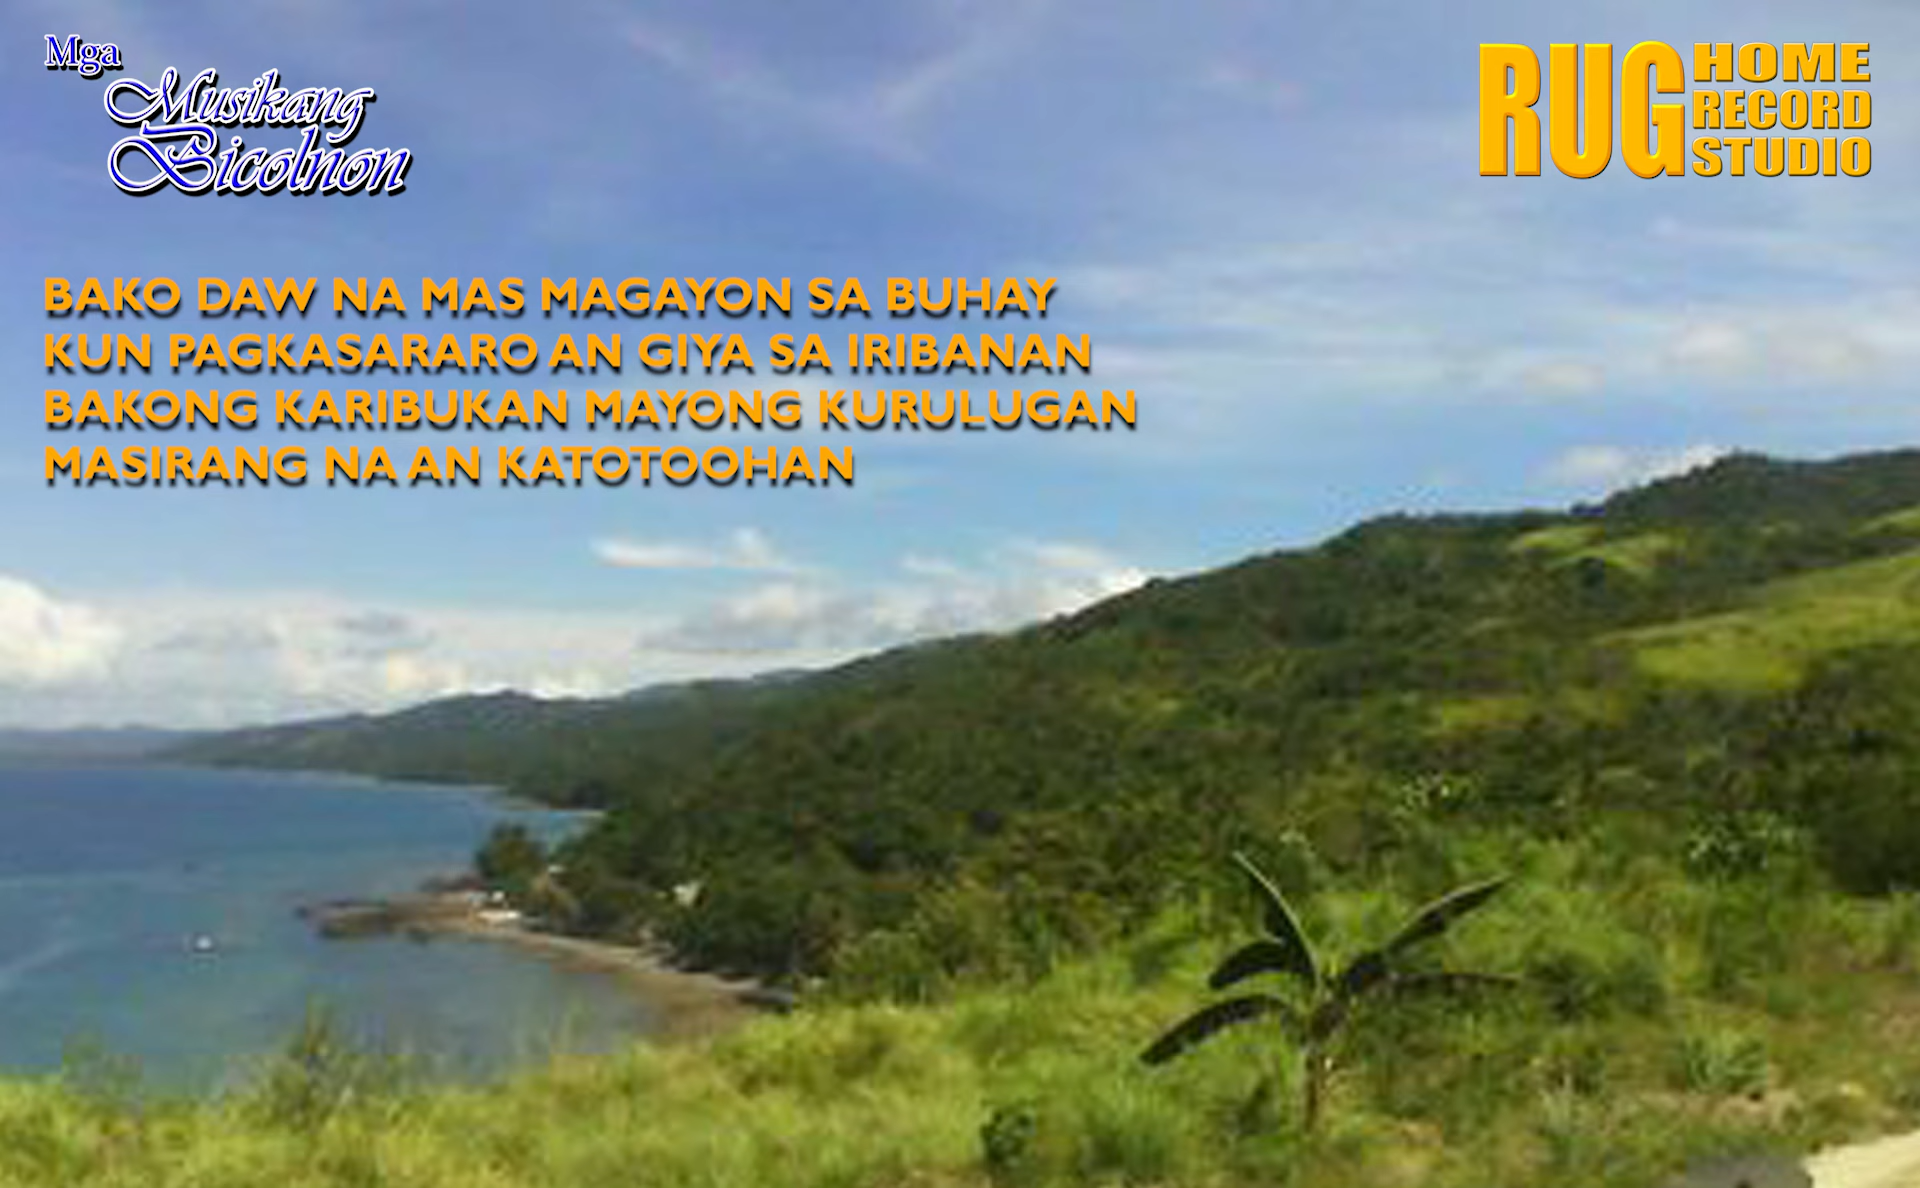 Mga
Musikang
Bicolnon
RUG
HOME
RECORD
STUDIO
BAKO DAW NA MAS MAGAYON SA BUHAY
KUN PAGKASARARO AN GIYA SA IRIBANAN
BAKONG KARIBUKAN MAYONG KURULUGAN
MASIRANG NA AN KATOTOOHAN